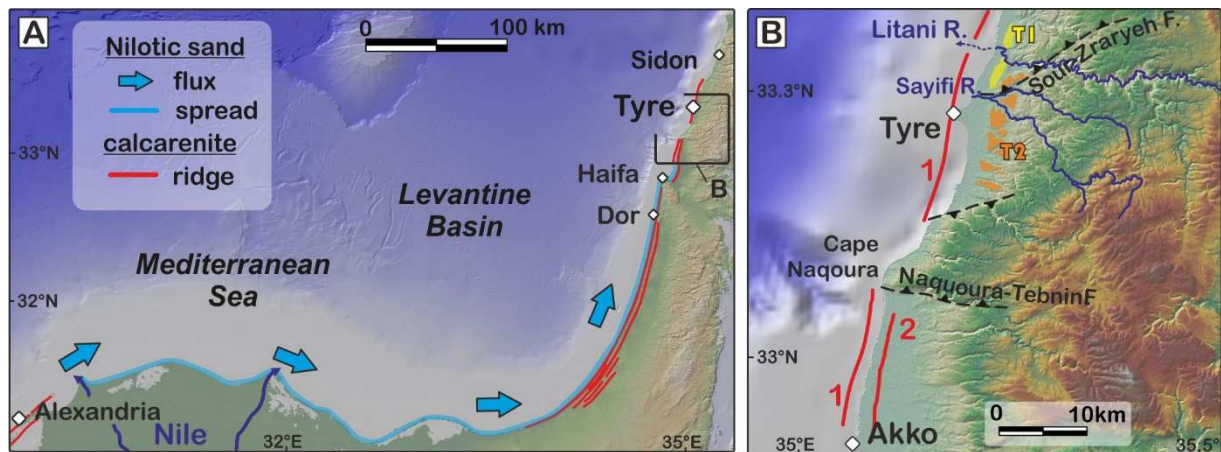 A
Nilotic sand
flux
spread
calcarenite
ridge
0 100 km
Sidon
Tyre
33°N
Haifa
B
Dor
Levantine
Basin
Mediterranean
Sea
32°N
Alexandria
Nile
32°E
35°E
B
Litani R.
T1
Sour-Zraryeh F.
33.3°
Sayifi R.
Tyre
T2
1
Cape
Naqoura
Naquoura-TebninF
2
33°N
1
0 10km
35°E
Akko
35.5°